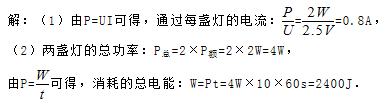 解：（1）由P=UI可得，通过每盏灯的电流：P/U=2W/2.5V=0.8A，
（2）两盏灯的总功率：P总=2×P额=2×2W=4W，
由P=W/t可得，消耗的总电能：W=Pt=4W×10×60s=2400J．